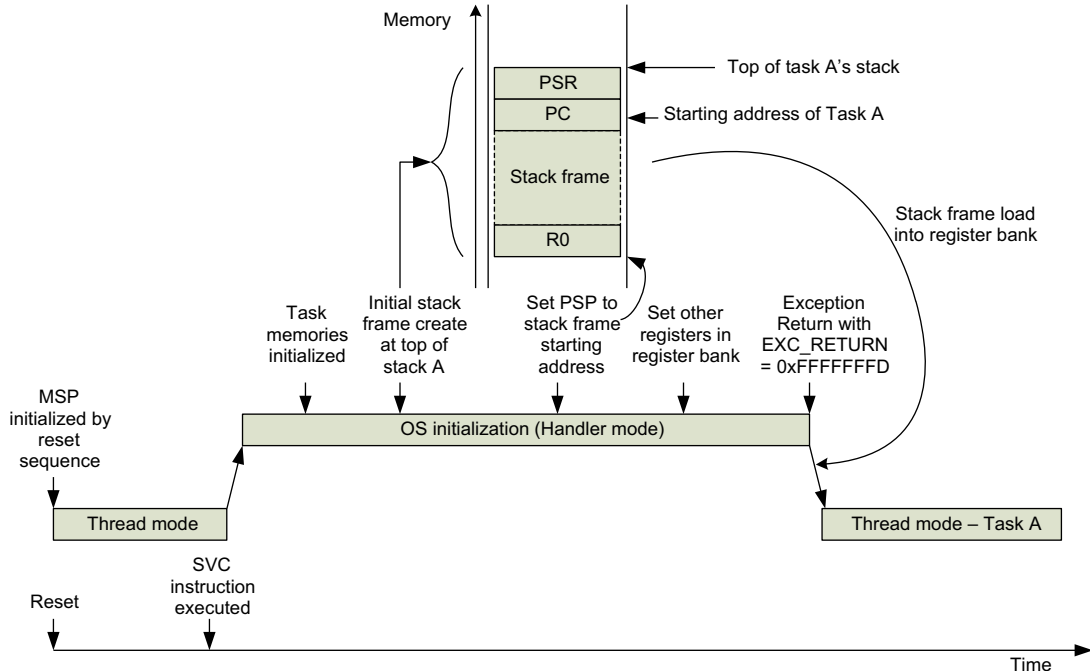 Memory
PSR
PC
Stack frame
R0
Top of task A's stack
Starting address of Task A
Stack frame load
into register bank
Task
memories
initialized
Initial stack
frame create
at top of
stack A
Set PSP to
stack frame
starting
address
Set other
registers in
register bank
Exception
Return with
EXC_RETURN
= 0xFFFFFFFD
MSP
initialized by
reset
sequence
OS initialization (Handler mode)
Thread mode
Thread mode – Task A
SVC
instruction
executed
Reset
Time